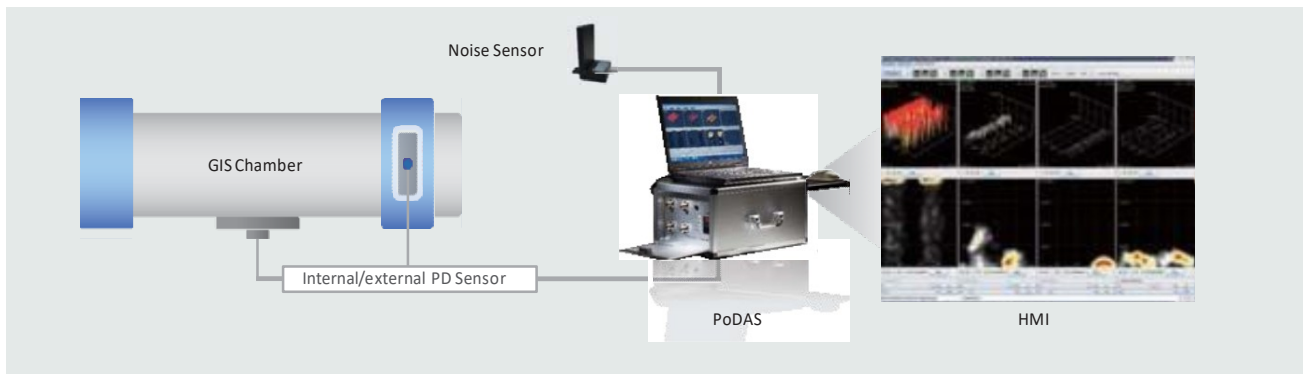 Noise Sensor
GIS Chamber
Internal/external PD Sensor
PoDAS
HMI